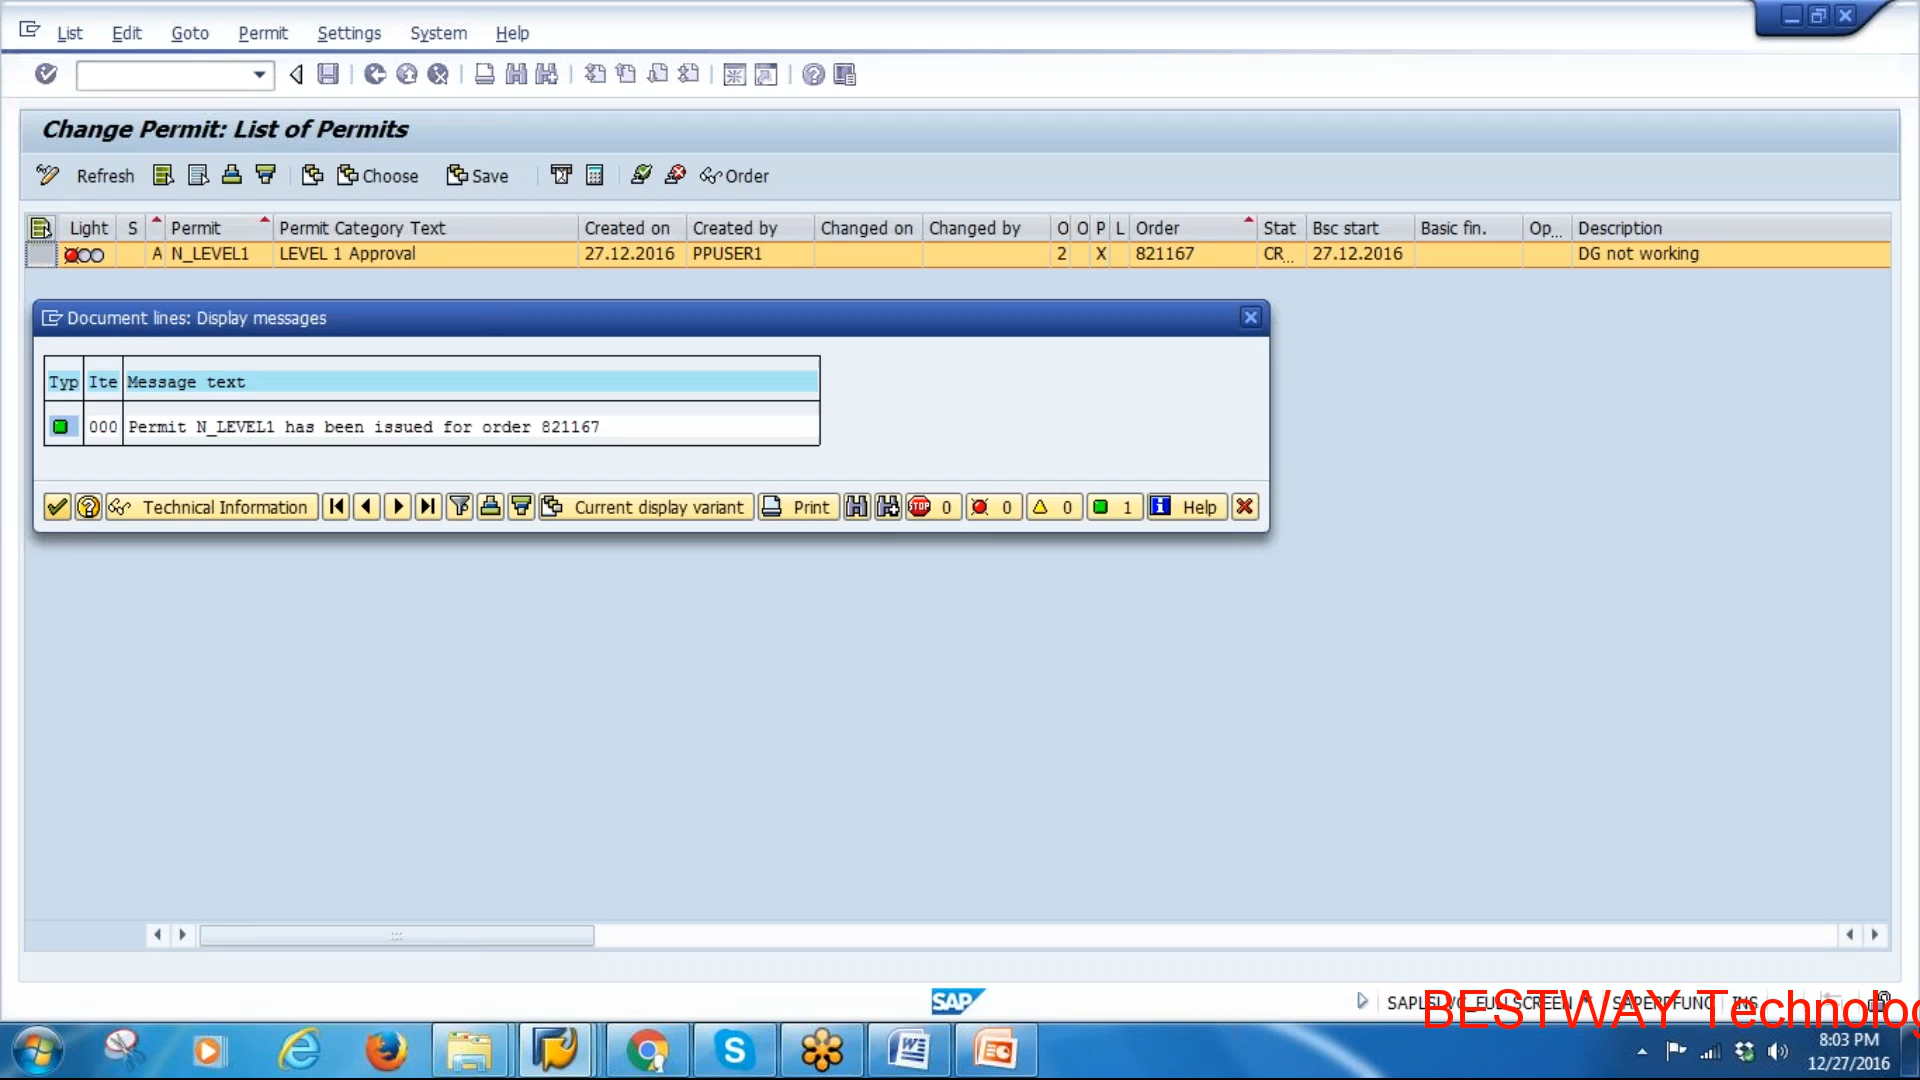 List Edit Goto Permit Settings System Help
Change Permit: List of Permits
Refresh Choose Save Order
Light S Permit Permit Category Text Created on Created by Changed on Changed by O O P L Order Stat Bsc start Basic fin. Op... Description
A N_LEVEL1 LEVEL 1 Approval 27.12.2016 PPUSER1 2 X 821167 CR... 27.12.2016 DG not working
Document lines: Display messages
Typ Ite Message text
000 Permit N_LEVEL1 has been issued for order 821167
Technical Information Current display variant Print STOP 0 0 0 1 Help
SAP
BESTWAY Technolog
8:03 PM
12/27/2016